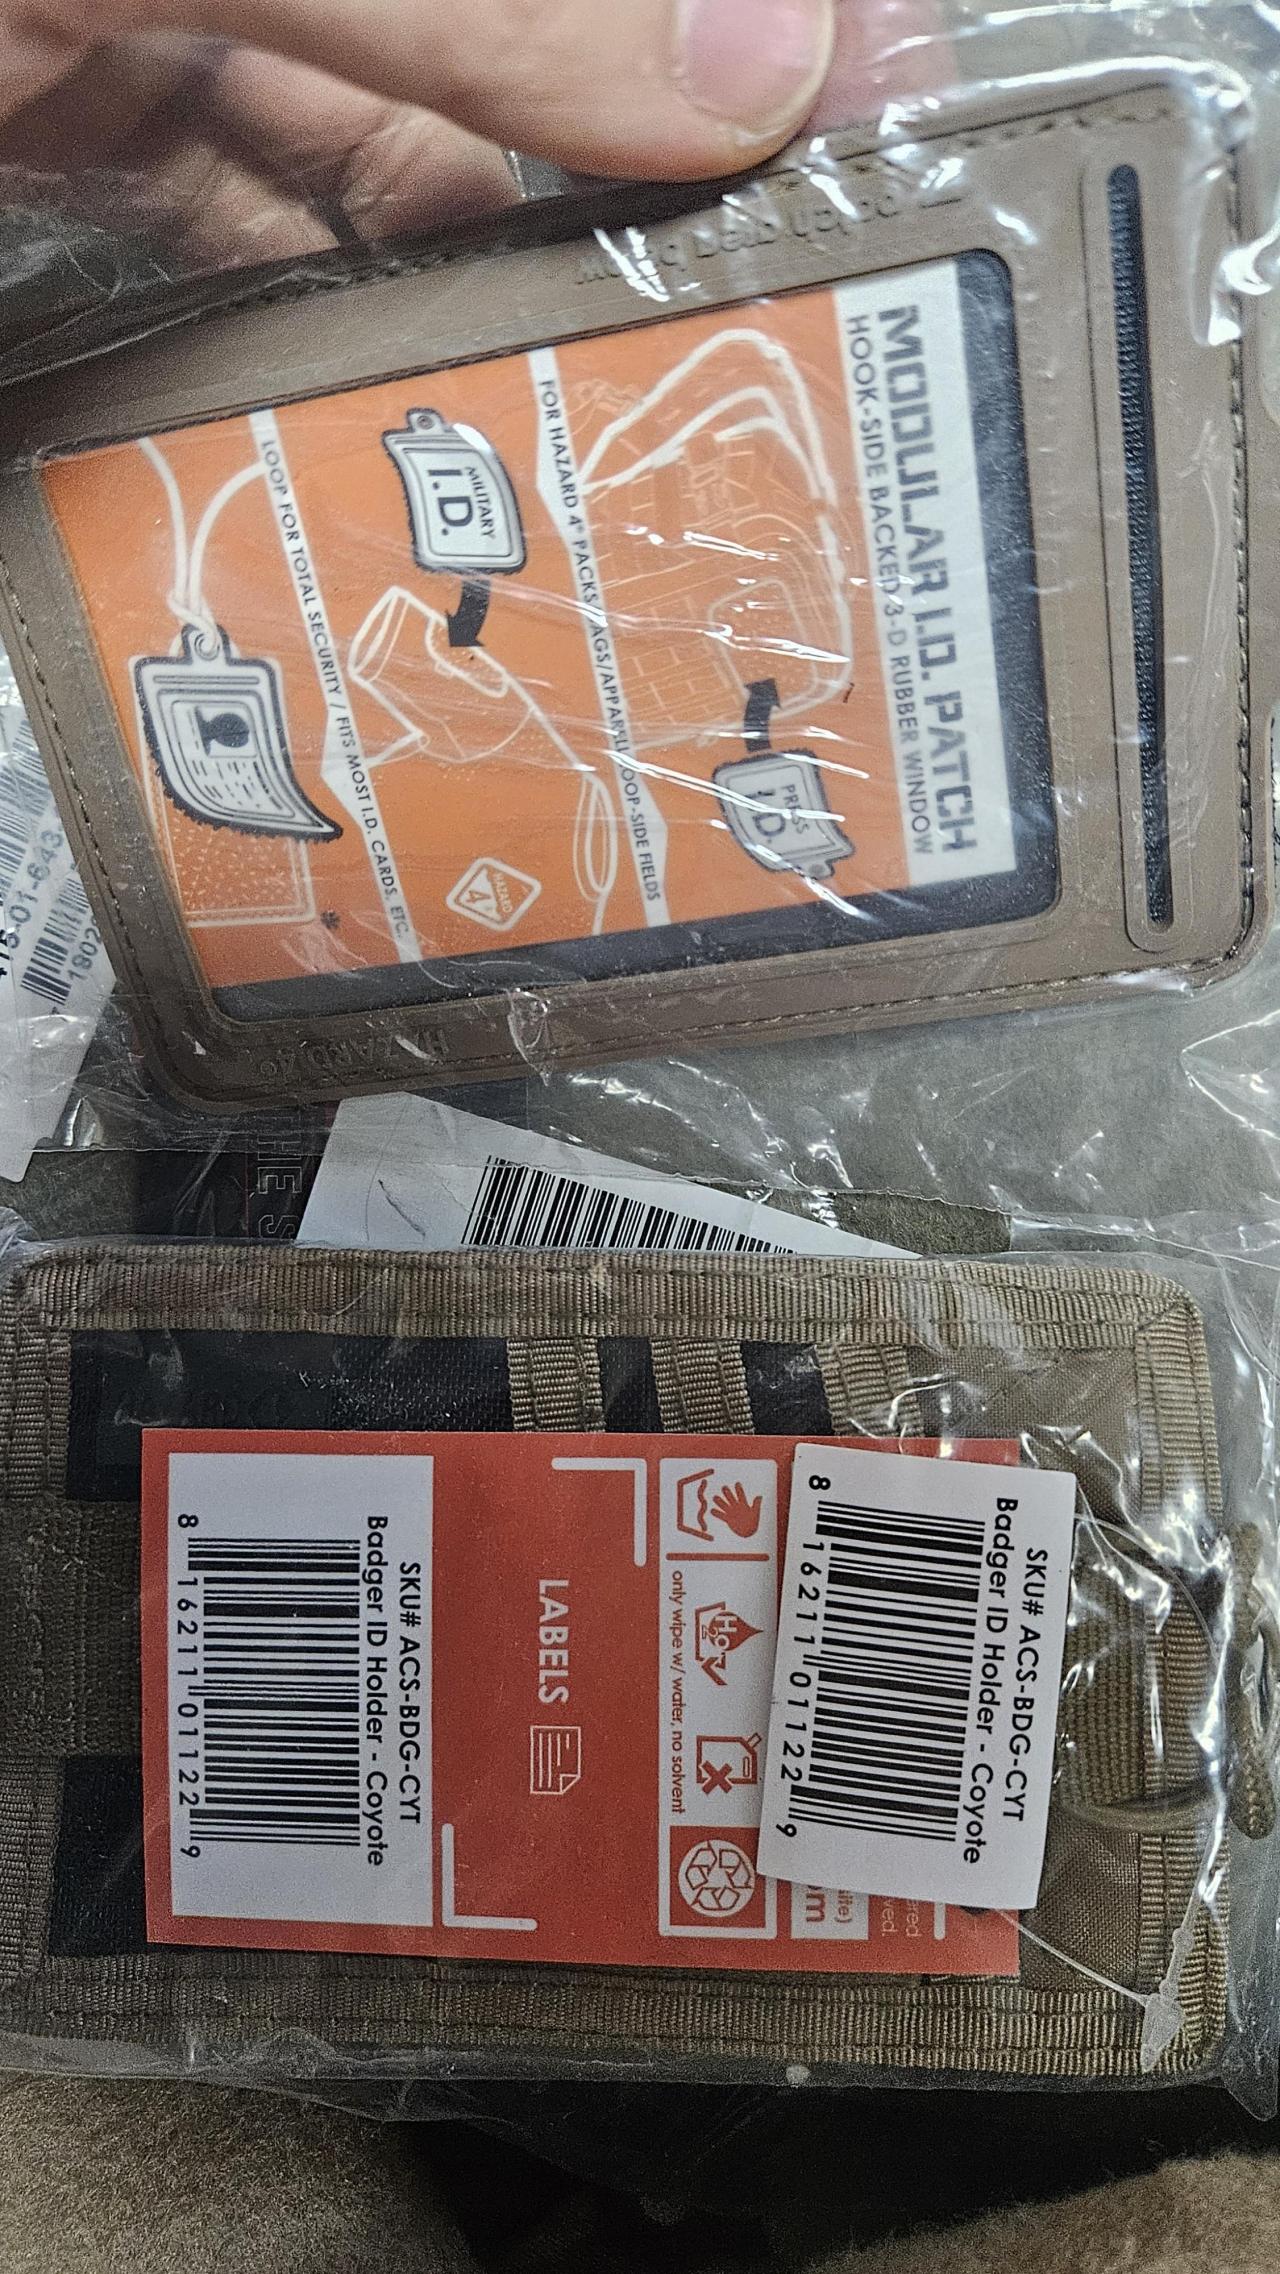 MODULAR I.D. PATCH
HOOK-SIDE BACKED 3-D RUBBER WINDOW
PRESS
I.D.
FOR HAZARD 4® PACKS
LOOP-SIDE FIELDS
MILITARY
I.D.
HAZARD
4
LOOP FOR TOTAL SECURITY / FITS MOST I.D. CARDS, ETC.
HAZARD 4®
SKU# ACS-BDG-CYT
Badger ID Holder - Coyote
8 16211 01122 9
only wipe w/ water, no solvent
LABELS
SKU# ACS-BDG-CYT
Badger ID Holder - Coyote
8 16211 01122 9